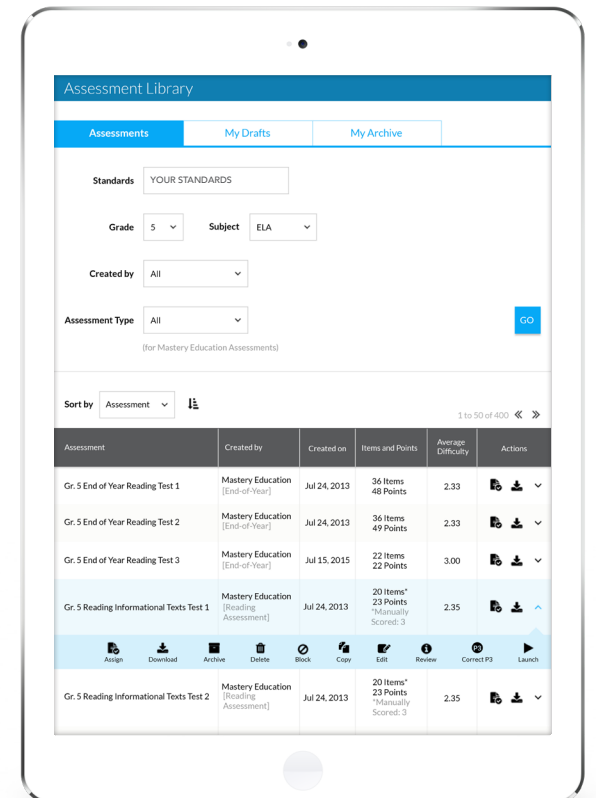 Assessment Library
Assessments My Drafts My Archive
Standards YOUR STANDARDS
Grade 5 Subject ELA
Created by All
Assessment Type All GO
(for Mastery Education Assessments)
Sort by Assessment
1 to 50 of 400
Assessment Created by Created on Items and Points Average Difficulty Actions
Gr. 5 End of Year Reading Test 1 Mastery Education [End-of-Year] Jul 24, 2013 36 Items 48 Points 2.33
Gr. 5 End of Year Reading Test 2 Mastery Education [End-of-Year] Jul 24, 2013 36 Items 49 Points 2.33
Gr. 5 End of Year Reading Test 3 Mastery Education [End-of-Year] Jul 15, 2015 22 Items 22 Points 3.00
Gr. 5 Reading Informational Texts Test 1 Mastery Education [Reading Assessment] Jul 24, 2013 20 Items* 23 Points *Manually Scored: 3 2.35
Assign Download Archive Delete Block Copy Edit Review P3 Correct P3 Launch
Gr. 5 Reading Informational Texts Test 2 Mastery Education [Reading Assessment] Jul 24, 2013 20 Items* 23 Points *Manually Scored: 3 2.35